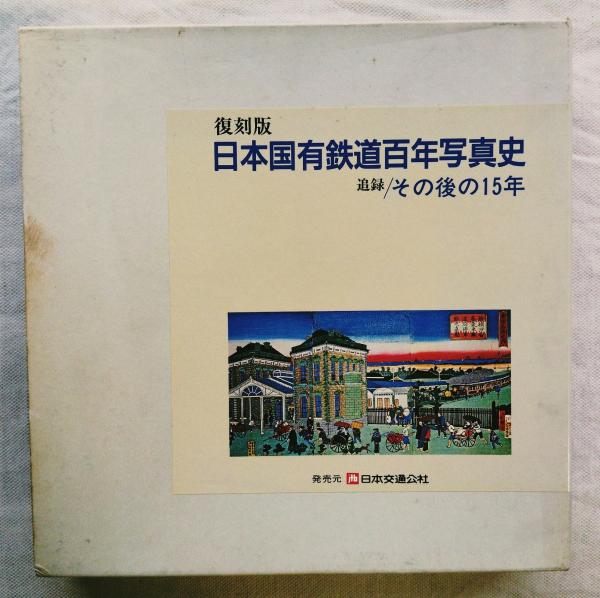 復刻版
日本国有鉄道百年写真史
追録/その後の15年
発売元 jtb 日本交通公社